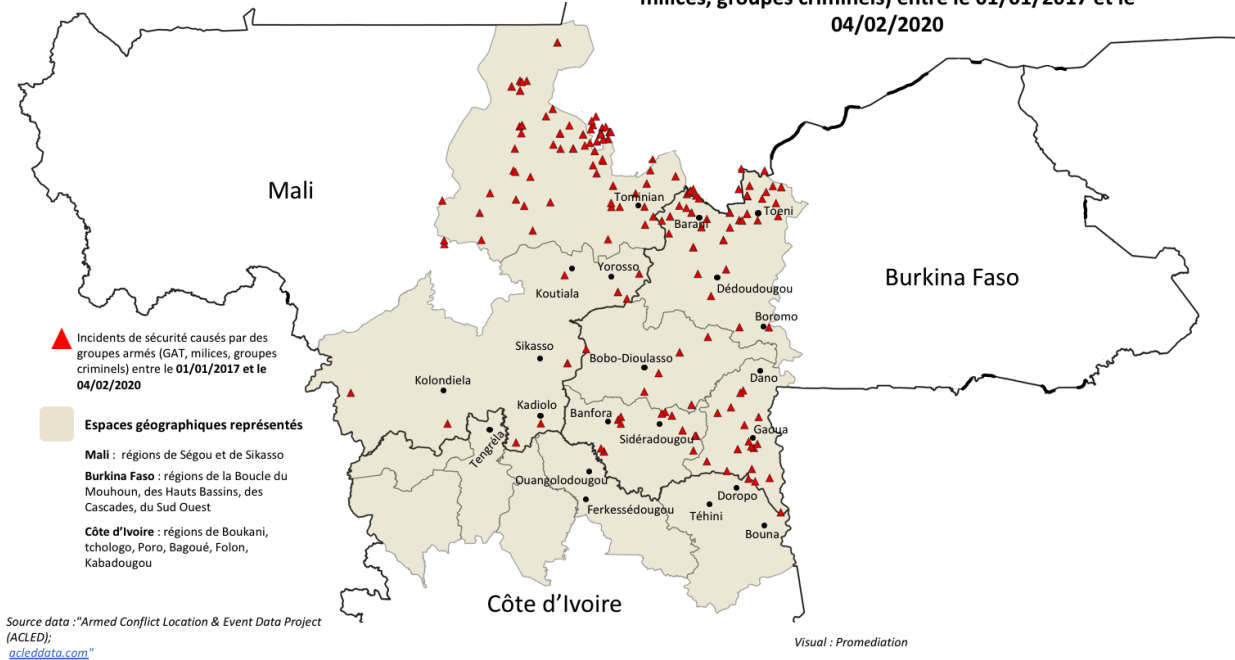 milices, groupes criminels) entre le 01/01/2017 et le
04/02/2020
Mali
Burkina Faso
Côte d'Ivoire
Tominian
Barani
Toeni
Yorosso
Koutiala
Dédoudougou
Boromo
Sikasso
Bobo-Dioulasso
Dano
Kolondiela
Kadiolo
Banfora
Sidéradougou
Gaoua
Tengréla
Ouangolodougou
Ferkessédougou
Doropo
Téhini
Bouna
Incidents de sécurité causés par des
groupes armés (GAT, milices, groupes
criminels) entre le 01/01/2017 et le
04/02/2020
Espaces géographiques représentés
Mali : régions de Ségou et de Sikasso
Burkina Faso : régions de la Boucle du
Mouhoun, des Hauts Bassins, des
Cascades, du Sud Ouest
Côte d'Ivoire : régions de Boukani,
tchologo, Poro, Bagoué, Folon,
Kabadougou
Source data :"Armed Conflict Location & Event Data Project
(ACLED);
acleddata.com"
Visual : Promediation